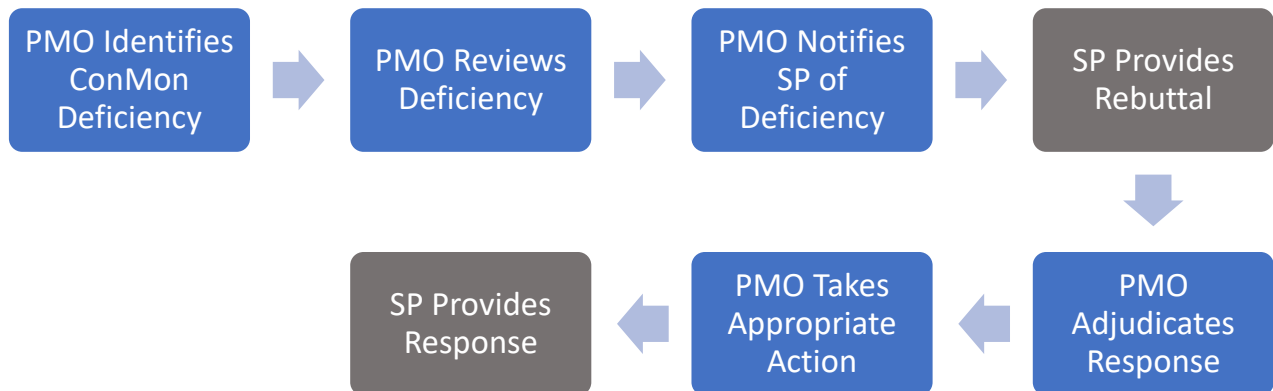 PMO Identifies
ConMon
Deficiency
PMO Reviews
Deficiency
PMO Notifies
SP of
Deficiency
SP Provides
Rebuttal
PMO
Adjudicates
Response
PMO Takes
Appropriate
Action
SP Provides
Response